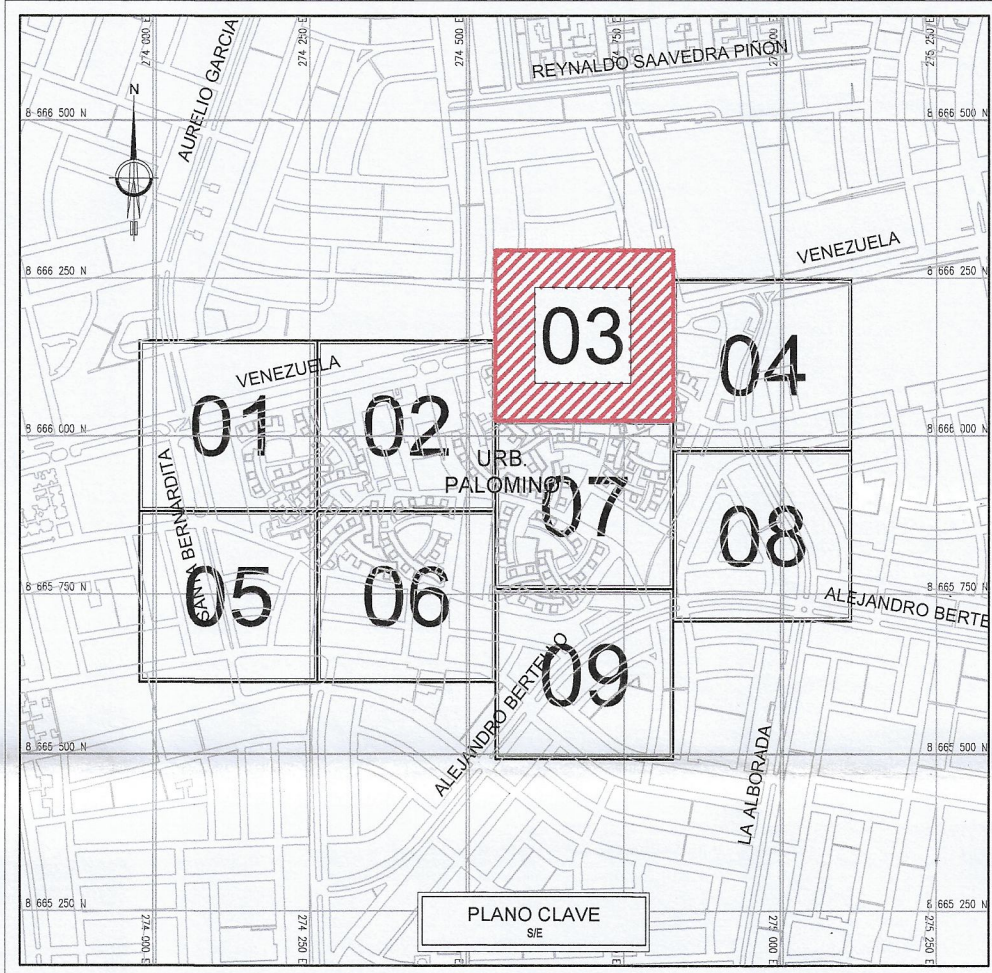 274 000 E
274 250 E
274 500 E
274 750 E
275 250 E
AURELIO GARCIA
REYNALDO SAAVEDRA PIÑON
N
8 666 500 N
8 666 500 N
VENEZUELA
8 666 250 N
8 666 250 N
03
04
VENEZUELA
01
02
8 666 000 N
8 666 000 N
URB.
PALOMINO
07
08
SANTA BERNARDITA
05
06
8 665 750 N
8 665 750 N
ALEJANDRO BERTE
09
ALEJANDRO BERTELLO
8 665 500 N
8 665 500 N
LA ALBORADA
8 665 250 N
8 665 250 N
PLANO CLAVE
S/E
274 000 E
274 250 E
275 000 E
275 250 E